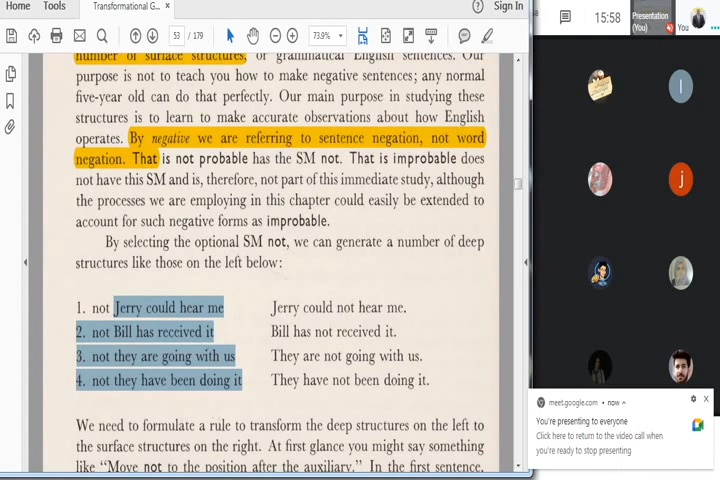 Home
Tools
Transformational G...
×
?
Sign In
58
15:58
Presentation
(You)
You
53 / 179
73.9%
number of surface structures, or grammatical English sentences. Our
purpose is not to teach you how to make negative sentences; any normal
five-year old can do that perfectly. Our main purpose in studying these
structures is to learn to make accurate observations about how English
operates. By negative we are referring to sentence negation, not word
negation. That is not probable has the SM not. That is improbable does
not have this SM and is, therefore, not part of this immediate study, although
the processes we are employing in this chapter could easily be extended to
account for such negative forms as improbable.
By selecting the optional SM not, we can generate a number of deep
structures like those on the left below:
1. not Jerry could hear me Jerry could not hear me.
2. not Bill has received it Bill has not received it.
3. not they are going with us They are not going with us.
4. not they have been doing it They have not been doing it.
We need to formulate a rule to transform the deep structures on the left to
the surface structures on the right. At first glance you might say something
like “Move not to the position after the auxiliary.” In the first sentence,
I
j
meet.google.com • now
You're presenting to everyone
Click here to return to the video call when
you're ready to stop presenting